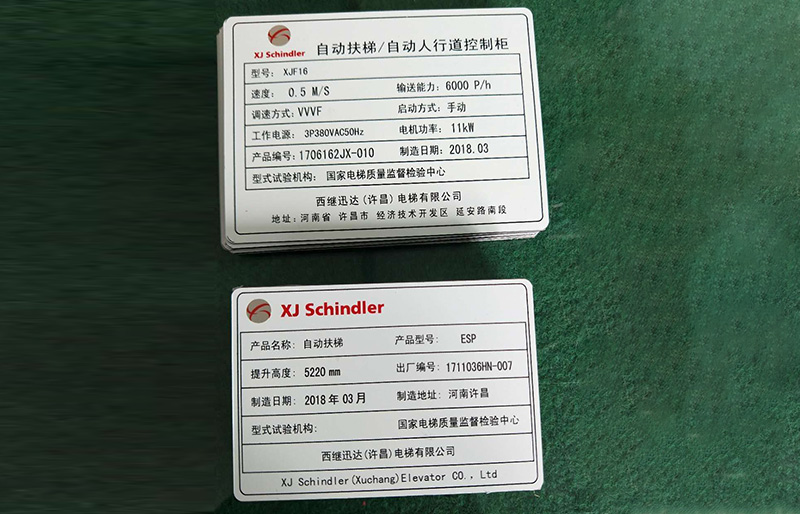 XJ Schindler 自动扶梯/自动人行道控制柜
型号: XJF16
速度: 0.5 M/S 输送能力: 6000 P/h
调速方式: VVVF 启动方式: 手动
工作电源: 3P380VAC50Hz 电机功率: 11kW
产品编号: 1706162JX-010 制造日期: 2018.03
型式试验机构: 国家电梯质量监督检验中心
西继迅达(许昌)电梯有限公司
地址: 河南省 许昌市 经济技术开发区 延安路南段
XJ Schindler
产品名称: 自动扶梯 产品型号: ESP
提升高度: 5220 mm 出厂编号: 1711036HN-007
制造日期: 2018 年 03 月 制造地址: 河南许昌
型式试验机构: 国家电梯质量监督检验中心
西继迅达(许昌)电梯有限公司
XJ Schindler(Xuchang)Elevator CO., Ltd